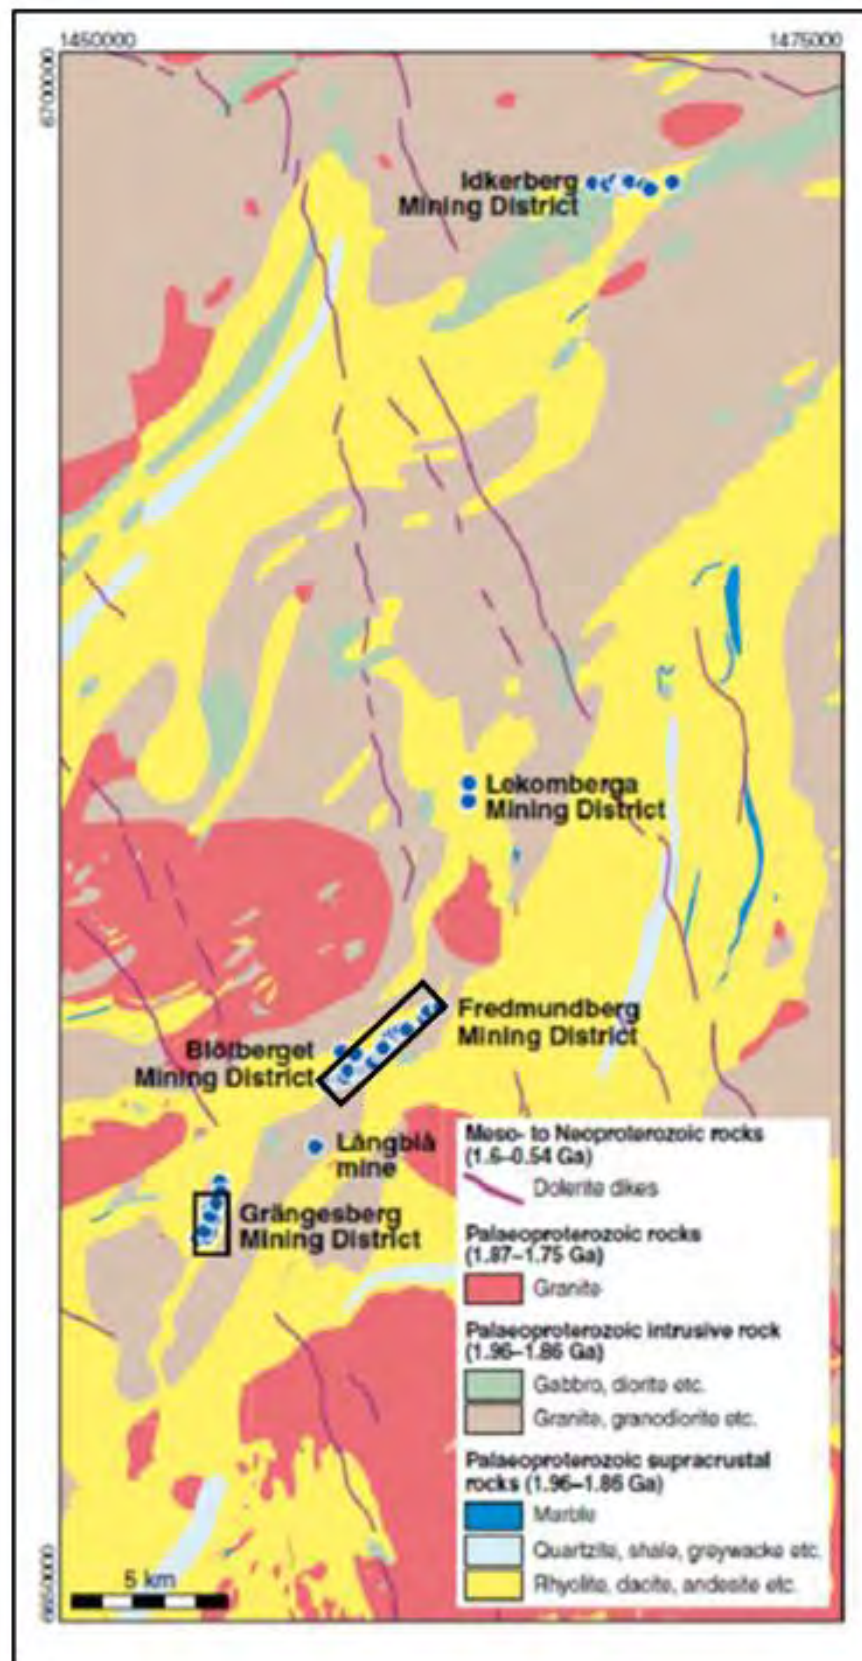 1450000
1475000
6700000
Idkerberg
Mining District
Lekomberga
Mining District
Fredmundberg
Mining District
Blötberget
Mining District
Långblå
mine
Grängesberg
Mining District
Meso- to Neoproterozoic rocks
(1.6–0.54 Ga)
Dolerite dikes
Palaeoproterozoic rocks
(1.87–1.75 Ga)
Granite
Palaeoproterozoic intrusive rock
(1.96–1.86 Ga)
Gabbro, diorite etc.
Granite, granodiorite etc.
Palaeoproterozoic supracrustal
rocks (1.96–1.86 Ga)
Marble
Quartzite, shale, greywacke etc.
Rhyolite, dacite, andesite etc.
5 km
6650000